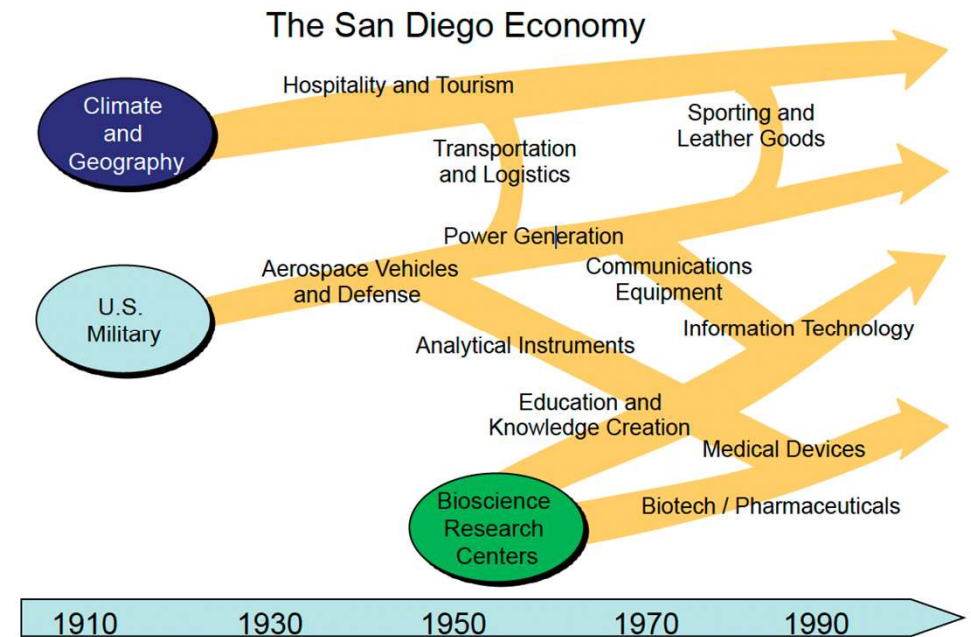 The San Diego Economy
Climate
and
Geography
Hospitality and Tourism
Transportation
and Logistics
Sporting and
Leather Goods
U.S.
Military
Aerospace Vehicles
and Defense
Power Generation
Communications
Equipment
Information Technology
Analytical Instruments
Education and
Knowledge Creation
Medical Devices
Bioscience
Research
Centers
Biotech / Pharmaceuticals
1910 1930 1950 1970 1990